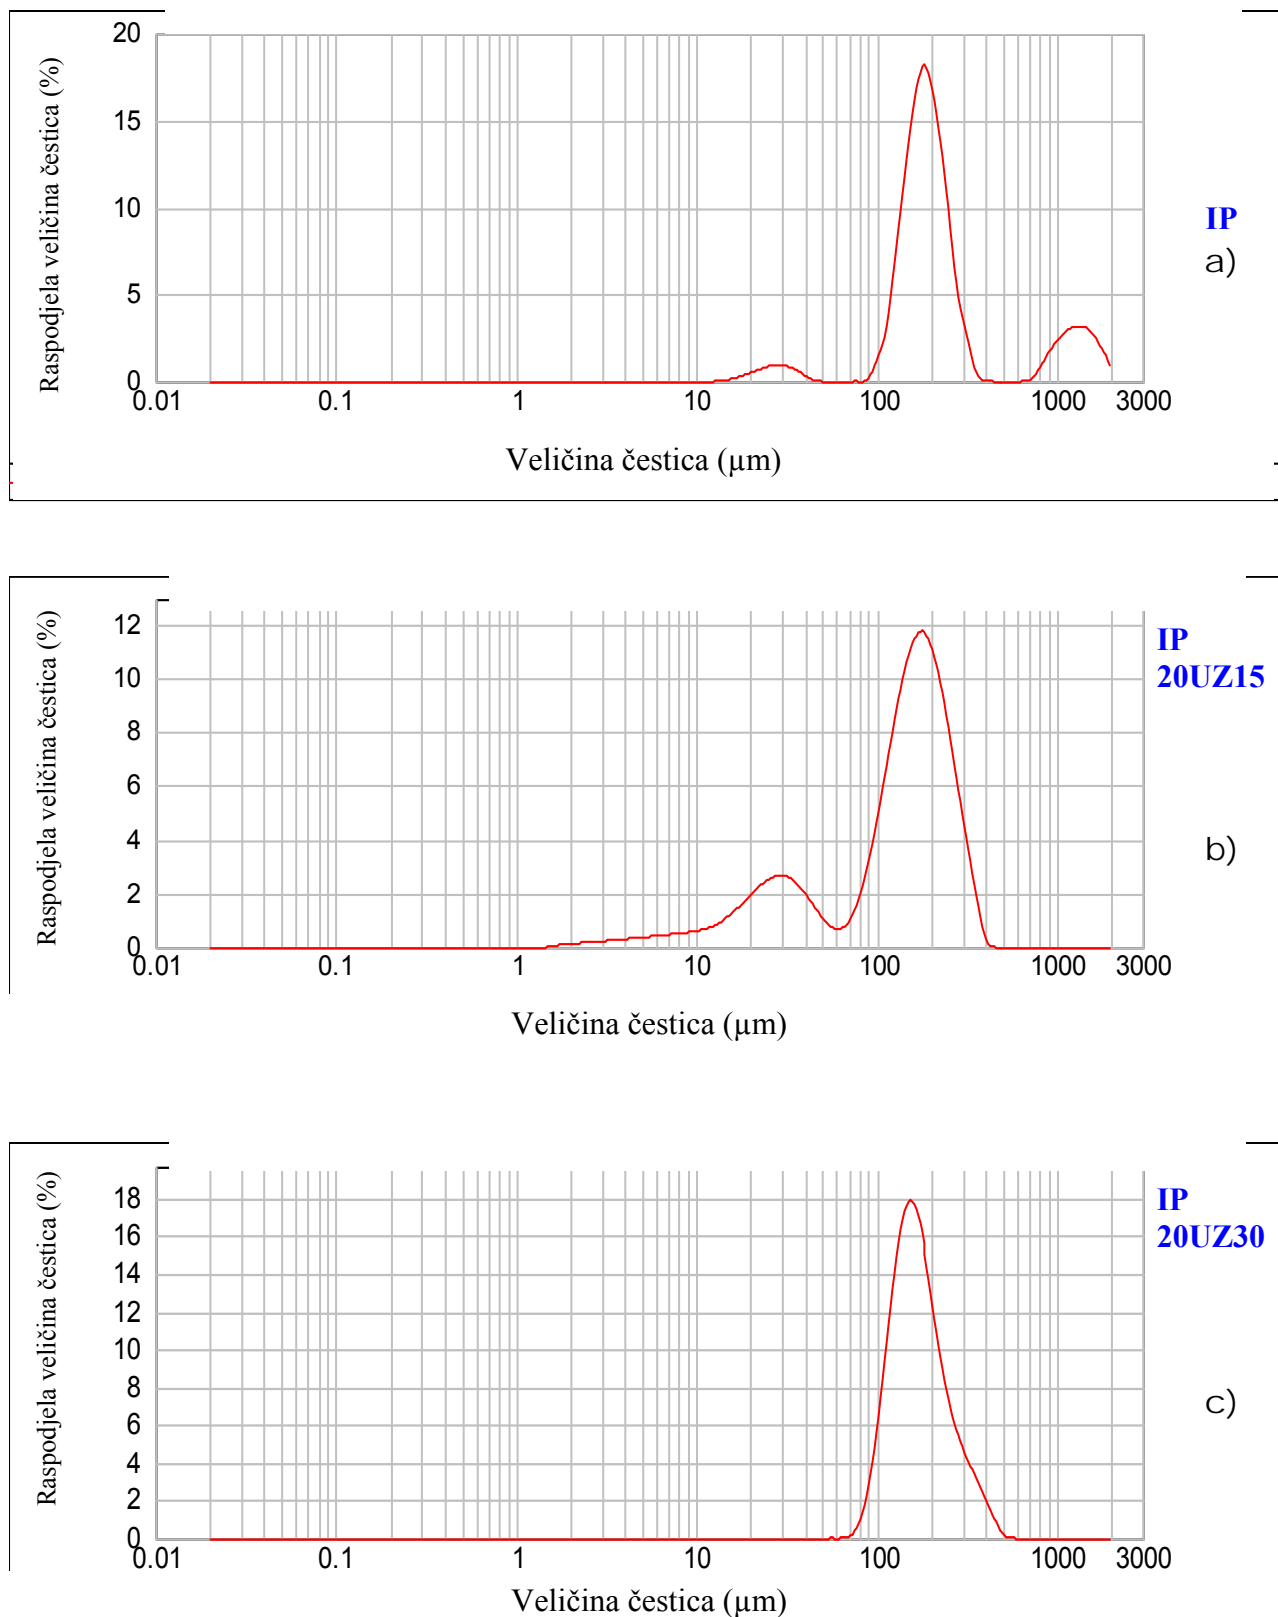 Raspodjela veličina čestica (%)
20
15
10
5
0
0.01 0.1 1 10 100 1000 3000
Veličina čestica (µm)
IP
a)
Raspodjela veličina čestica (%)
12
10
8
6
4
2
0
0.01 0.1 1 10 100 1000 3000
Veličina čestica (µm)
IP
20UZ15
b)
Raspodjela veličina čestica (%)
18
16
14
12
10
8
6
4
2
0
0.01 0.1 1 10 100 1000 3000
Veličina čestica (µm)
IP
20UZ30
c)